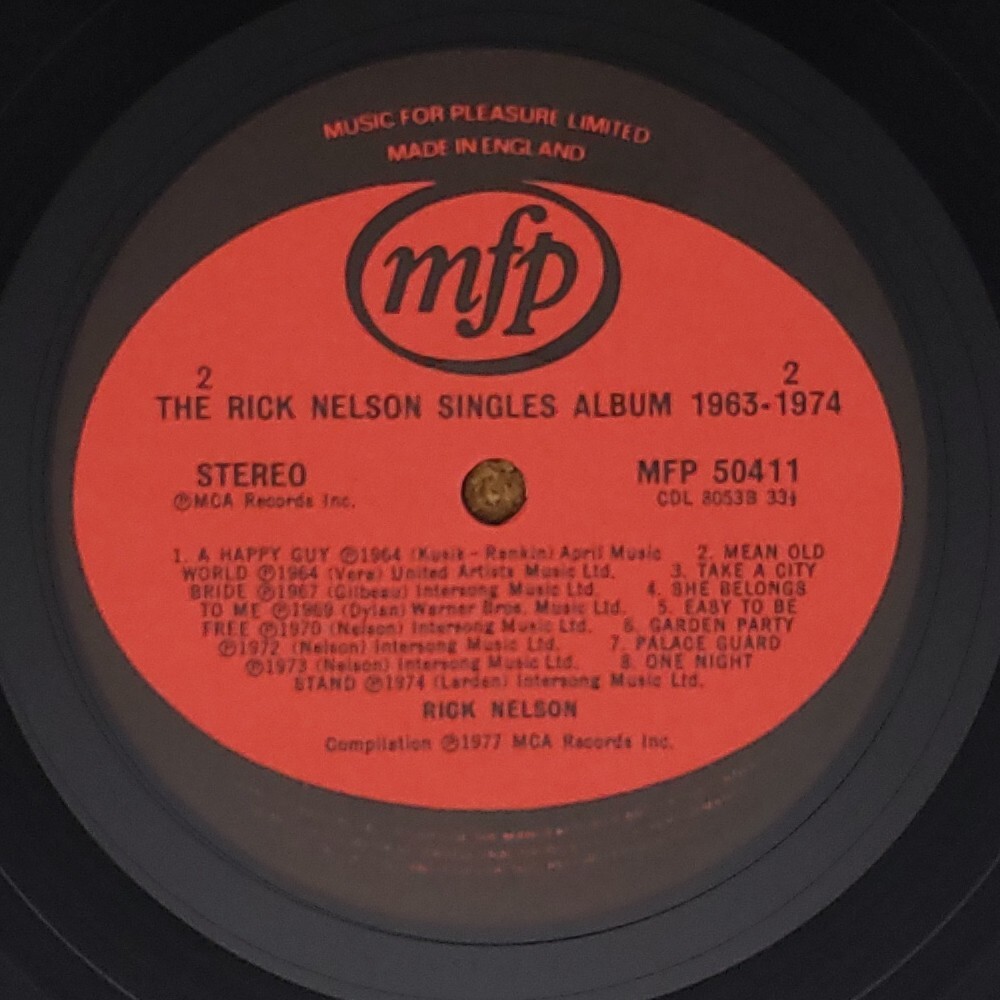 MUSIC FOR PLEASURE LIMITED
MADE IN ENGLAND
mfp
2 2
THE RICK NELSON SINGLES ALBUM 1963-1974
STEREO MFP 50411
℗MCA Records Inc. CDL 8053B 33⅓
1. A HAPPY GUY ℗1964 (Kusik - Rankin) April Music 2. MEAN OLD
WORLD ℗1964 (Vera) United Artists Music Ltd. 3. TAKE A CITY
BRIDE ℗1967 (Gilbeau) Intersong Music Ltd. 4. SHE BELONGS
TO ME ℗1969 (Dylan) Warner Bros. Music Ltd. 5. EASY TO BE
FREE ℗1970 (Nelson) Intersong Music Ltd. 6. GARDEN PARTY
℗1972 (Nelson) Intersong Music Ltd. 7. PALACE GUARD
℗1973 (Nelson) Intersong Music Ltd. 8. ONE NIGHT
STAND ℗1974 (Larden) Intersong Music Ltd.
RICK NELSON
Compilation ℗1977 MCA Records Inc.